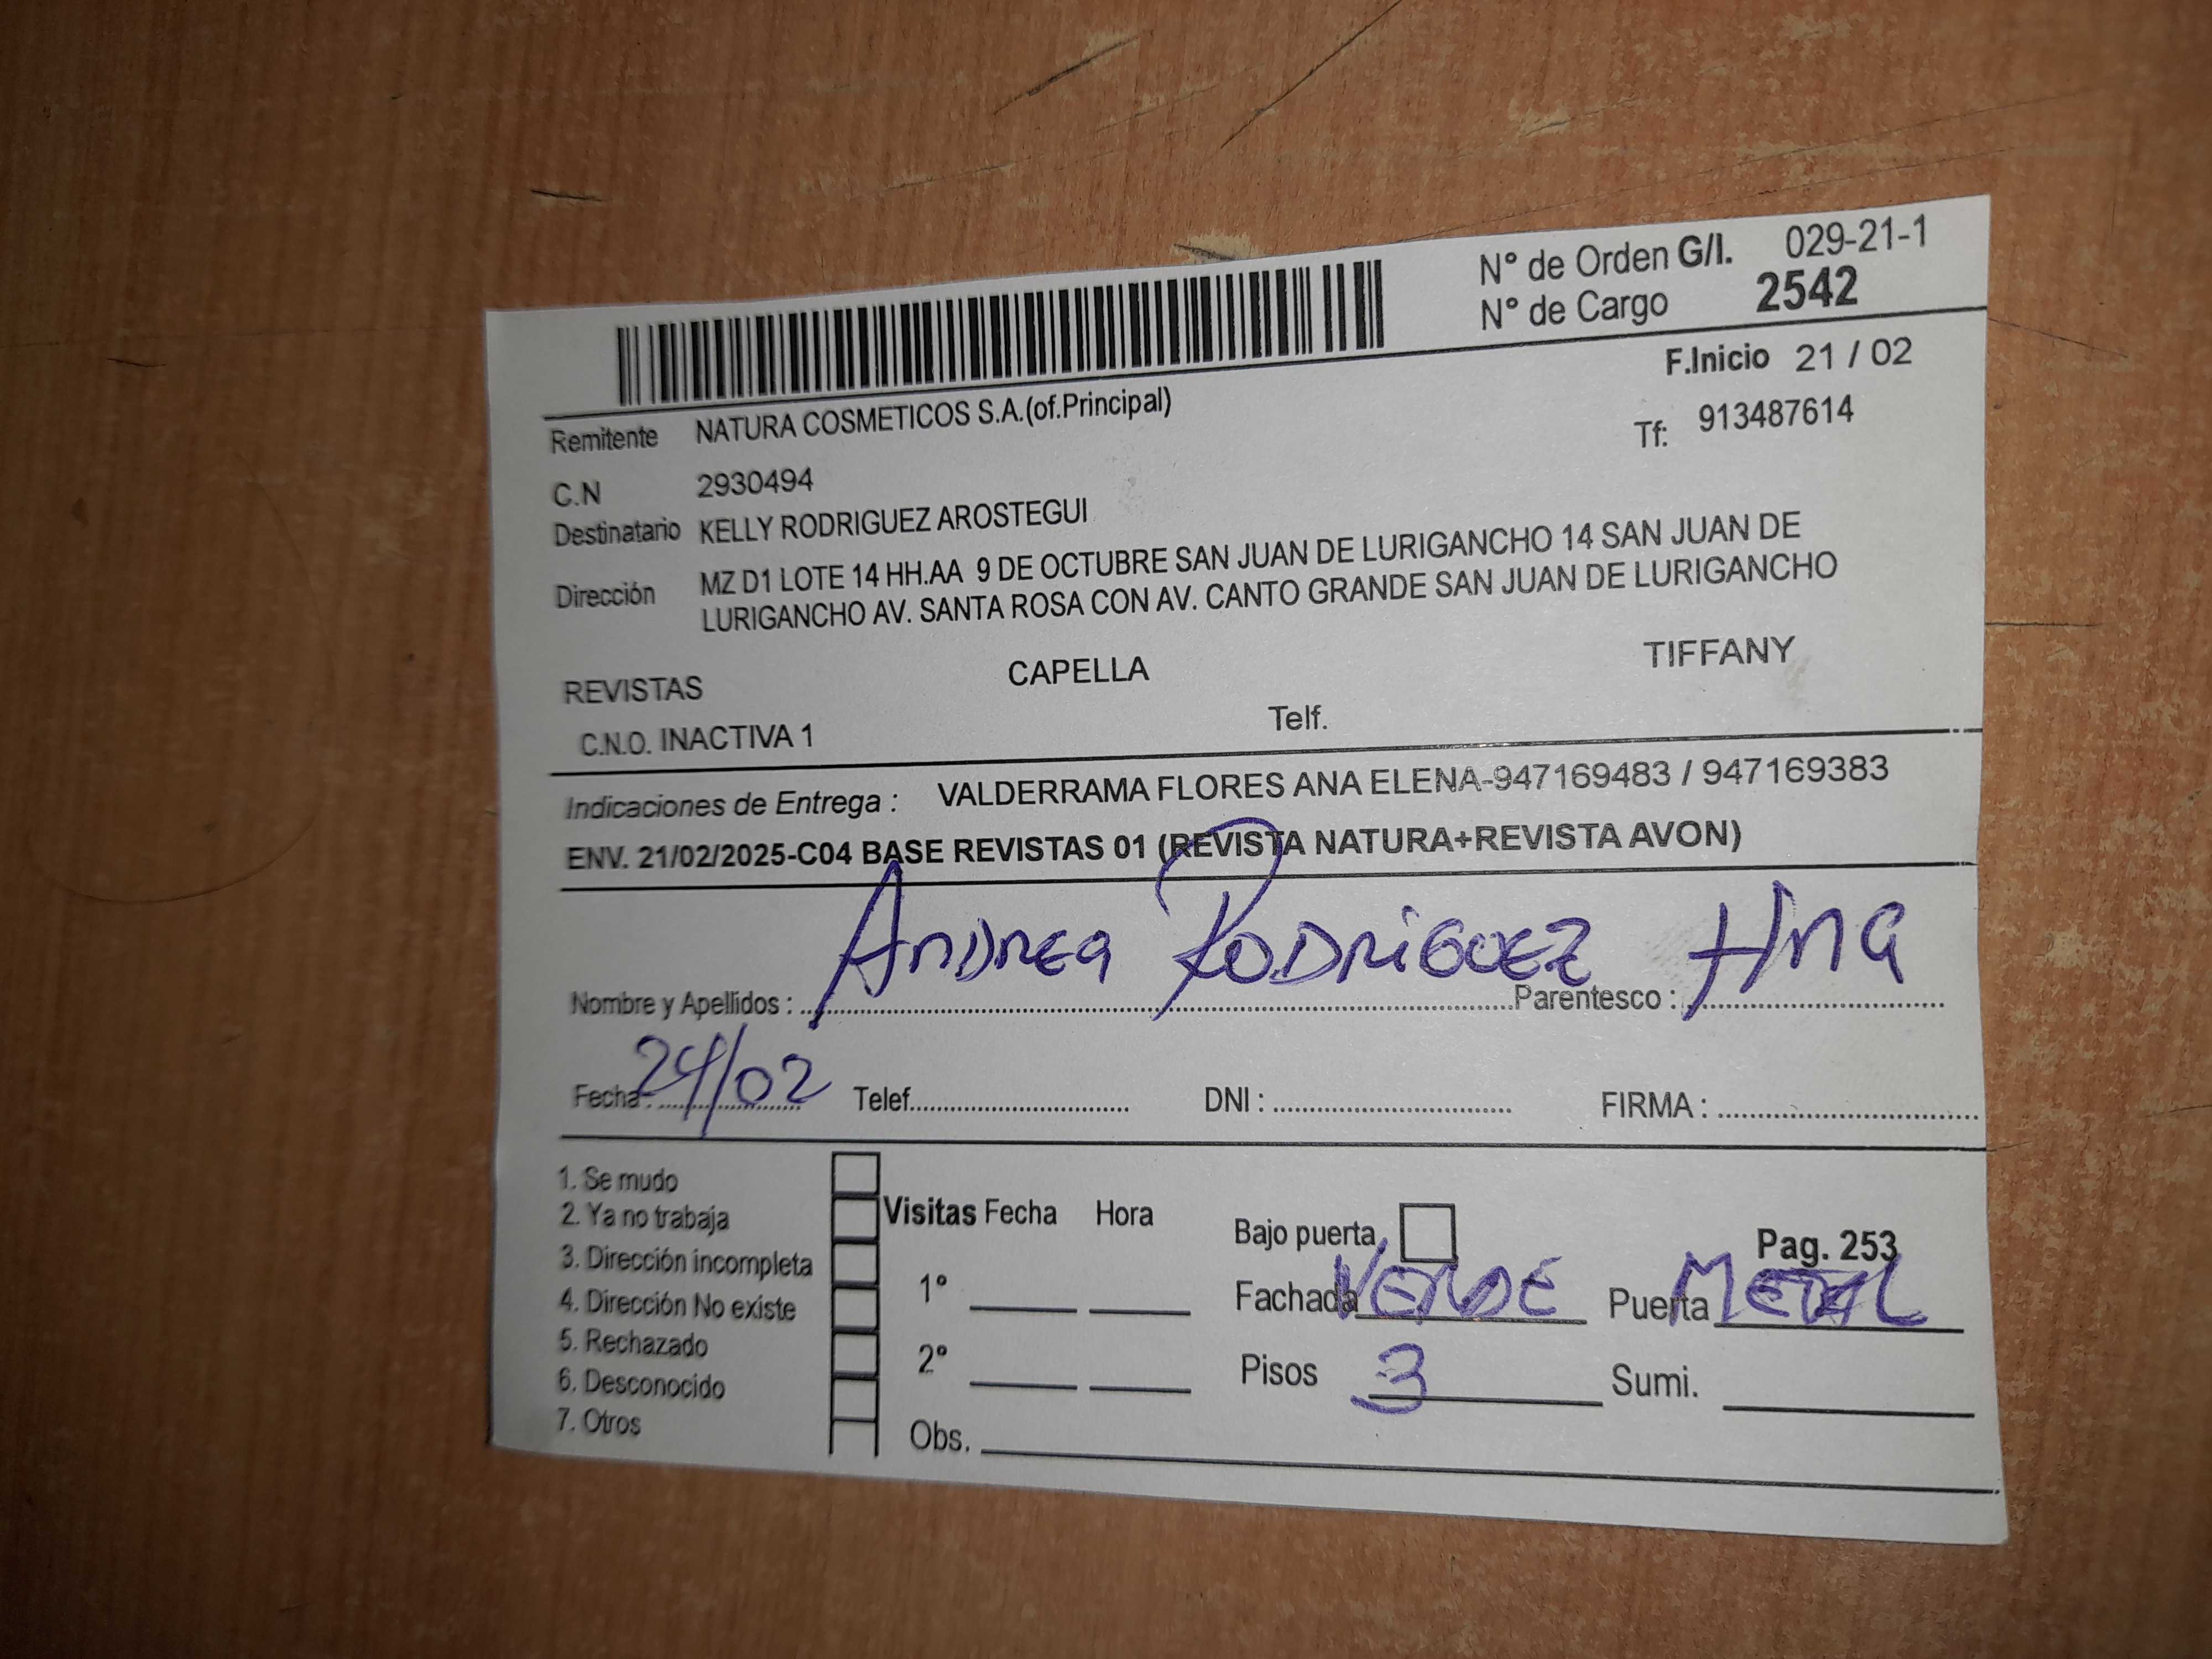 N° de Orden G/I. 029-21-1
N° de Cargo 2542
F.Inicio 21 / 02
Remitente NATURA COSMETICOS S.A.(of.Principal)
Tf: 913487614
C.N 2930494
Destinatario KELLY RODRIGUEZ AROSTEGUI
Dirección MZ D1 LOTE 14 HH.AA 9 DE OCTUBRE SAN JUAN DE LURIGANCHO 14 SAN JUAN DE
LURIGANCHO AV. SANTA ROSA CON AV. CANTO GRANDE SAN JUAN DE LURIGANCHO
REVISTAS CAPELLA TIFFANY
C.N.O. INACTIVA 1 Telf.
Indicaciones de Entrega : VALDERRAMA FLORES ANA ELENA-947169483 / 947169383
ENV. 21/02/2025-C04 BASE REVISTAS 01 (REVISTA NATURA+REVISTA AVON)
Nombre y Apellidos : ANDREA RODRIGUEZ Parentesco : Hna
Fecha : 24/02 Telef. DNI : FIRMA :
1. Se mudo
2. Ya no trabaja
3. Dirección incompleta
4. Dirección No existe
5. Rechazado
6. Desconocido
7. Otros
Visitas Fecha Hora
1°
2°
Obs.
Bajo puerta Pag. 253
Fachada VERDE Puerta METAL
Pisos 3 Sumi.